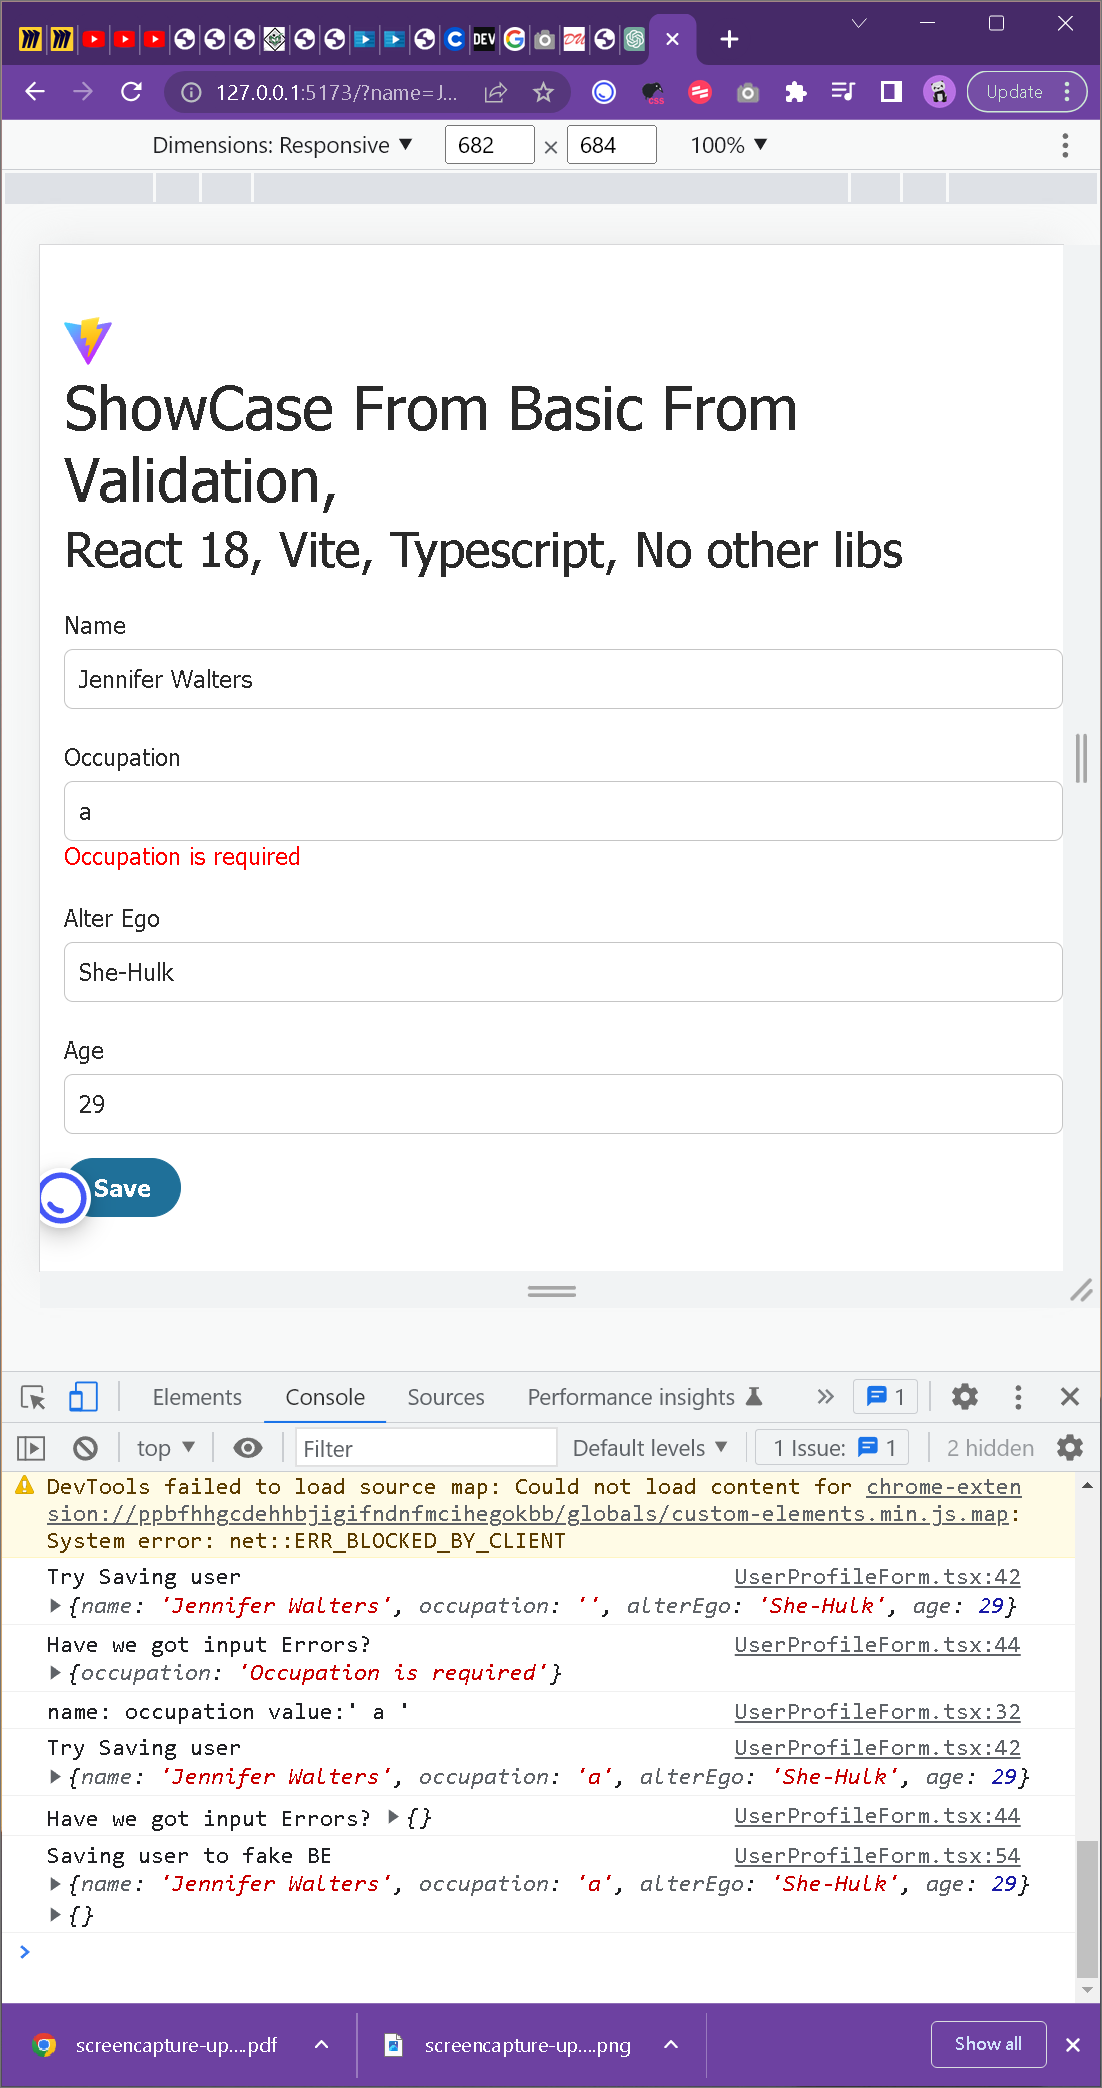 DEV
DU
127.0.0.1:5173/?name=J...
Update
Dimensions: Responsive ▼ 682 × 684 100% ▼
ShowCase From Basic From
Validation,
React 18, Vite, Typescript, No other libs
Name
Jennifer Walters
Occupation
a
Occupation is required
Alter Ego
She-Hulk
Age
29
Save
Elements Console Sources Performance insights » 1
top ▼ Filter Default levels ▼ 1 Issue: 1 2 hidden
DevTools failed to load source map: Could not load content for chrome-exten
sion://ppbfhhgcdehhbjigifndnfmcihegokbb/globals/custom-elements.min.js.map:
System error: net::ERR_BLOCKED_BY_CLIENT
Try Saving user UserProfileForm.tsx:42
{name: 'Jennifer Walters', occupation: '', alterEgo: 'She-Hulk', age: 29}
Have we got input Errors? UserProfileForm.tsx:44
{occupation: 'Occupation is required'}
name: occupation value:' a ' UserProfileForm.tsx:32
Try Saving user UserProfileForm.tsx:42
{name: 'Jennifer Walters', occupation: 'a', alterEgo: 'She-Hulk', age: 29}
Have we got input Errors? {} UserProfileForm.tsx:44
Saving user to fake BE UserProfileForm.tsx:54
{name: 'Jennifer Walters', occupation: 'a', alterEgo: 'She-Hulk', age: 29}
{}
screencapture-up....pdf screencapture-up....png Show all